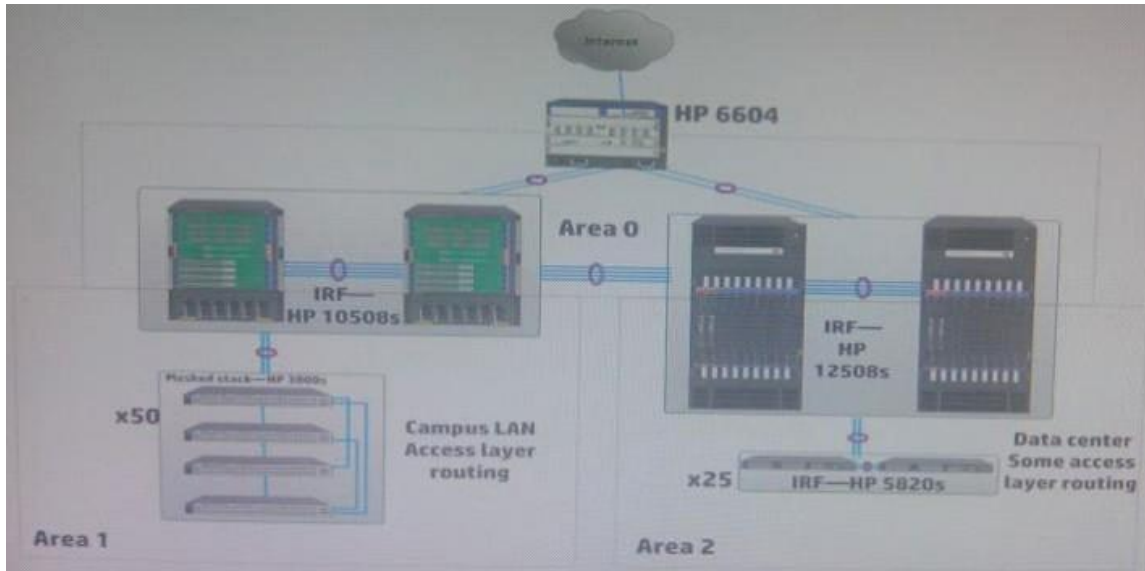 Internet
HP 6604
Area 0
IRF—
HP 10508s
IRF—
HP
12508s
Meshed stack—HP 3800s
x50
Campus LAN
Access layer
routing
Data center
Some access
layer routing
x25
IRF—HP 5820s
Area 1
Area 2